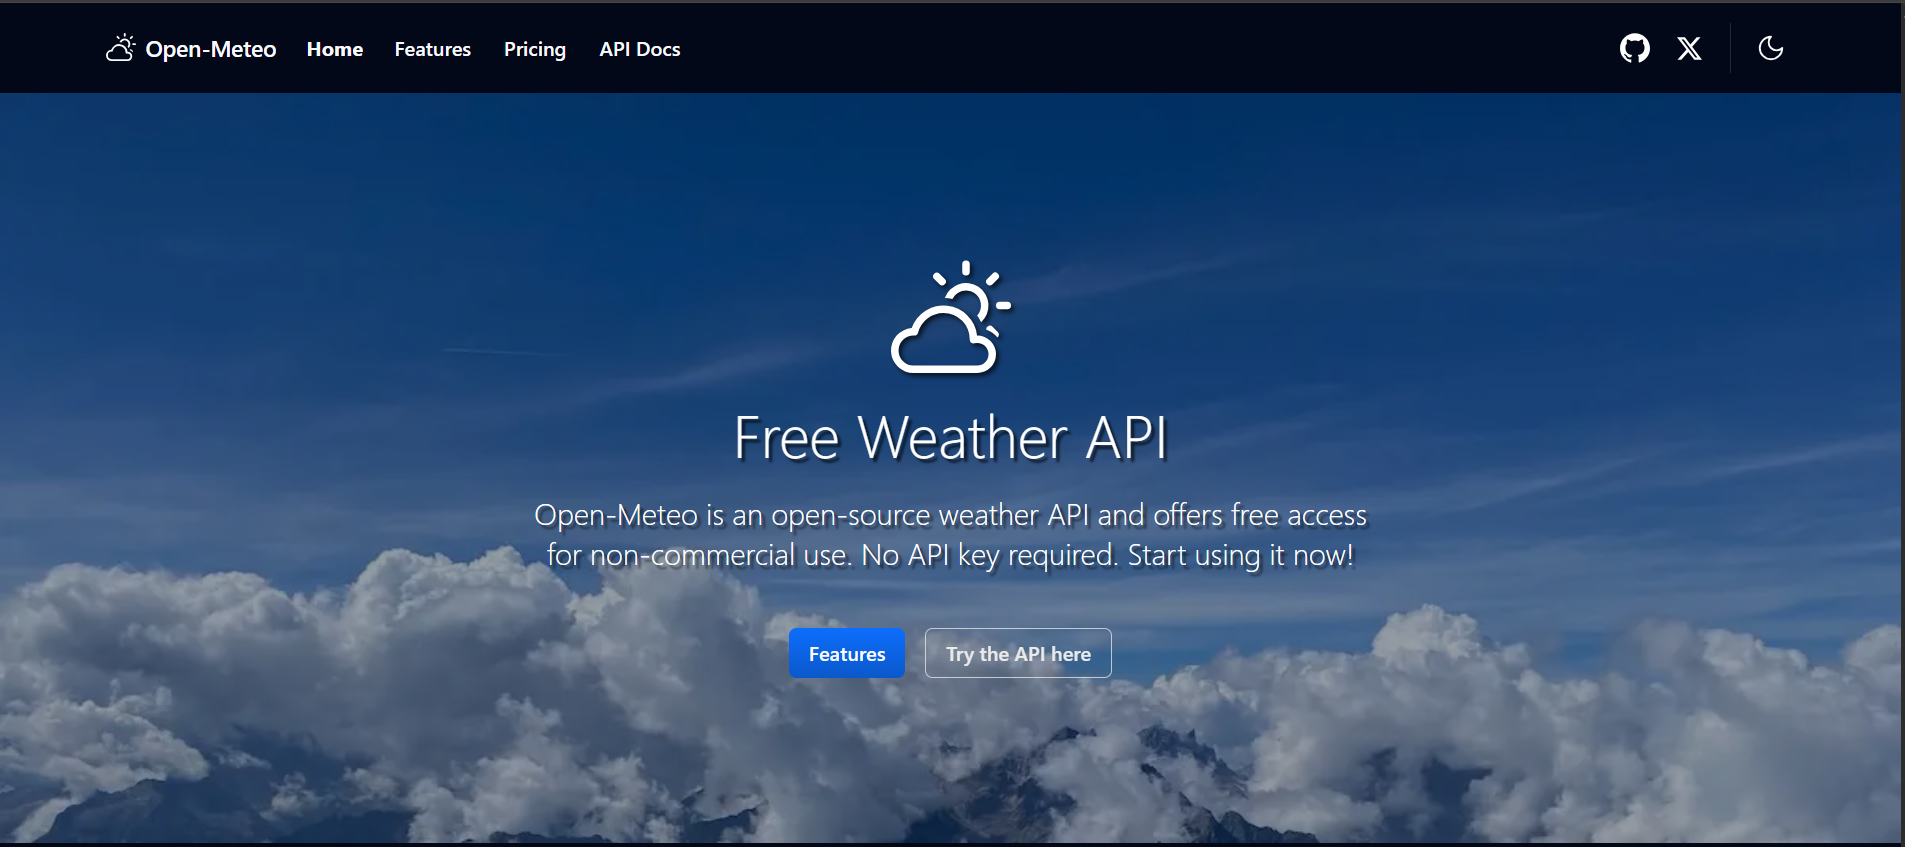 Open-Meteo Home Features Pricing API Docs
Free Weather API
Open-Meteo is an open-source weather API and offers free access
for non-commercial use. No API key required. Start using it now!
Features Try the API here